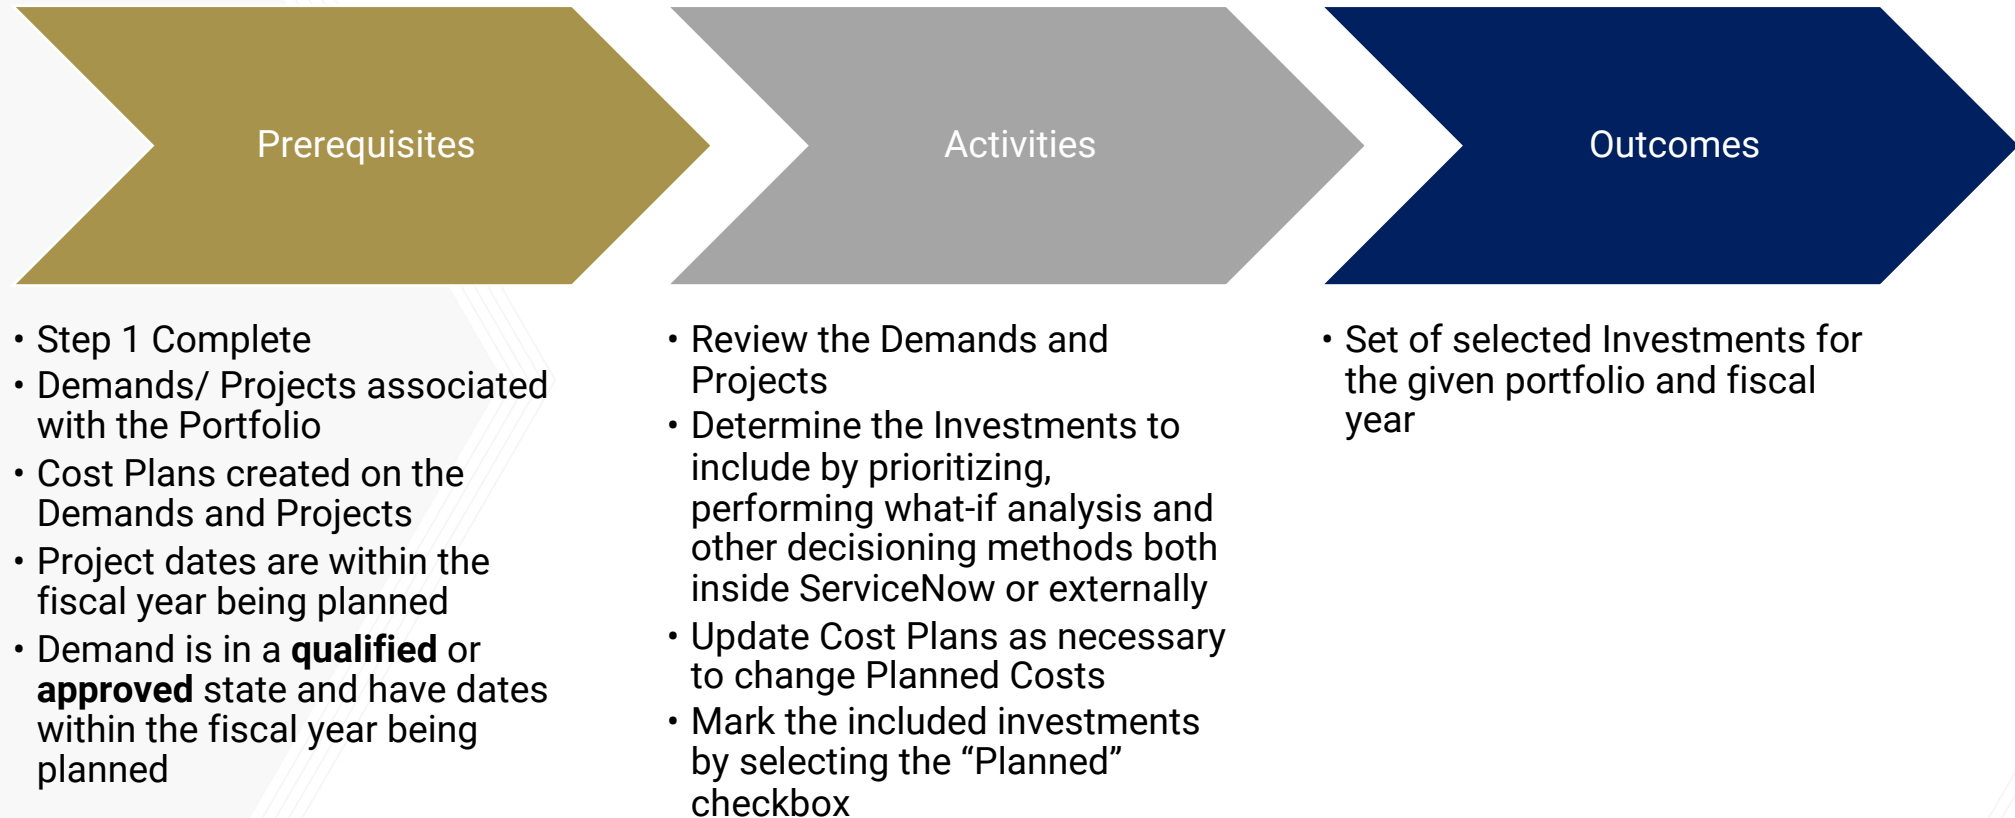 Prerequisites
Activities
Outcomes
• Step 1 Complete
• Demands/ Projects associated
with the Portfolio
• Cost Plans created on the
Demands and Projects
• Project dates are within the
fiscal year being planned
• Demand is in a qualified or
approved state and have dates
within the fiscal year being
planned
• Review the Demands and
Projects
• Determine the Investments to
include by prioritizing,
performing what-if analysis and
other decisioning methods both
inside ServiceNow or externally
• Update Cost Plans as necessary
to change Planned Costs
• Mark the included investments
by selecting the “Planned”
checkbox
• Set of selected Investments for
the given portfolio and fiscal
year